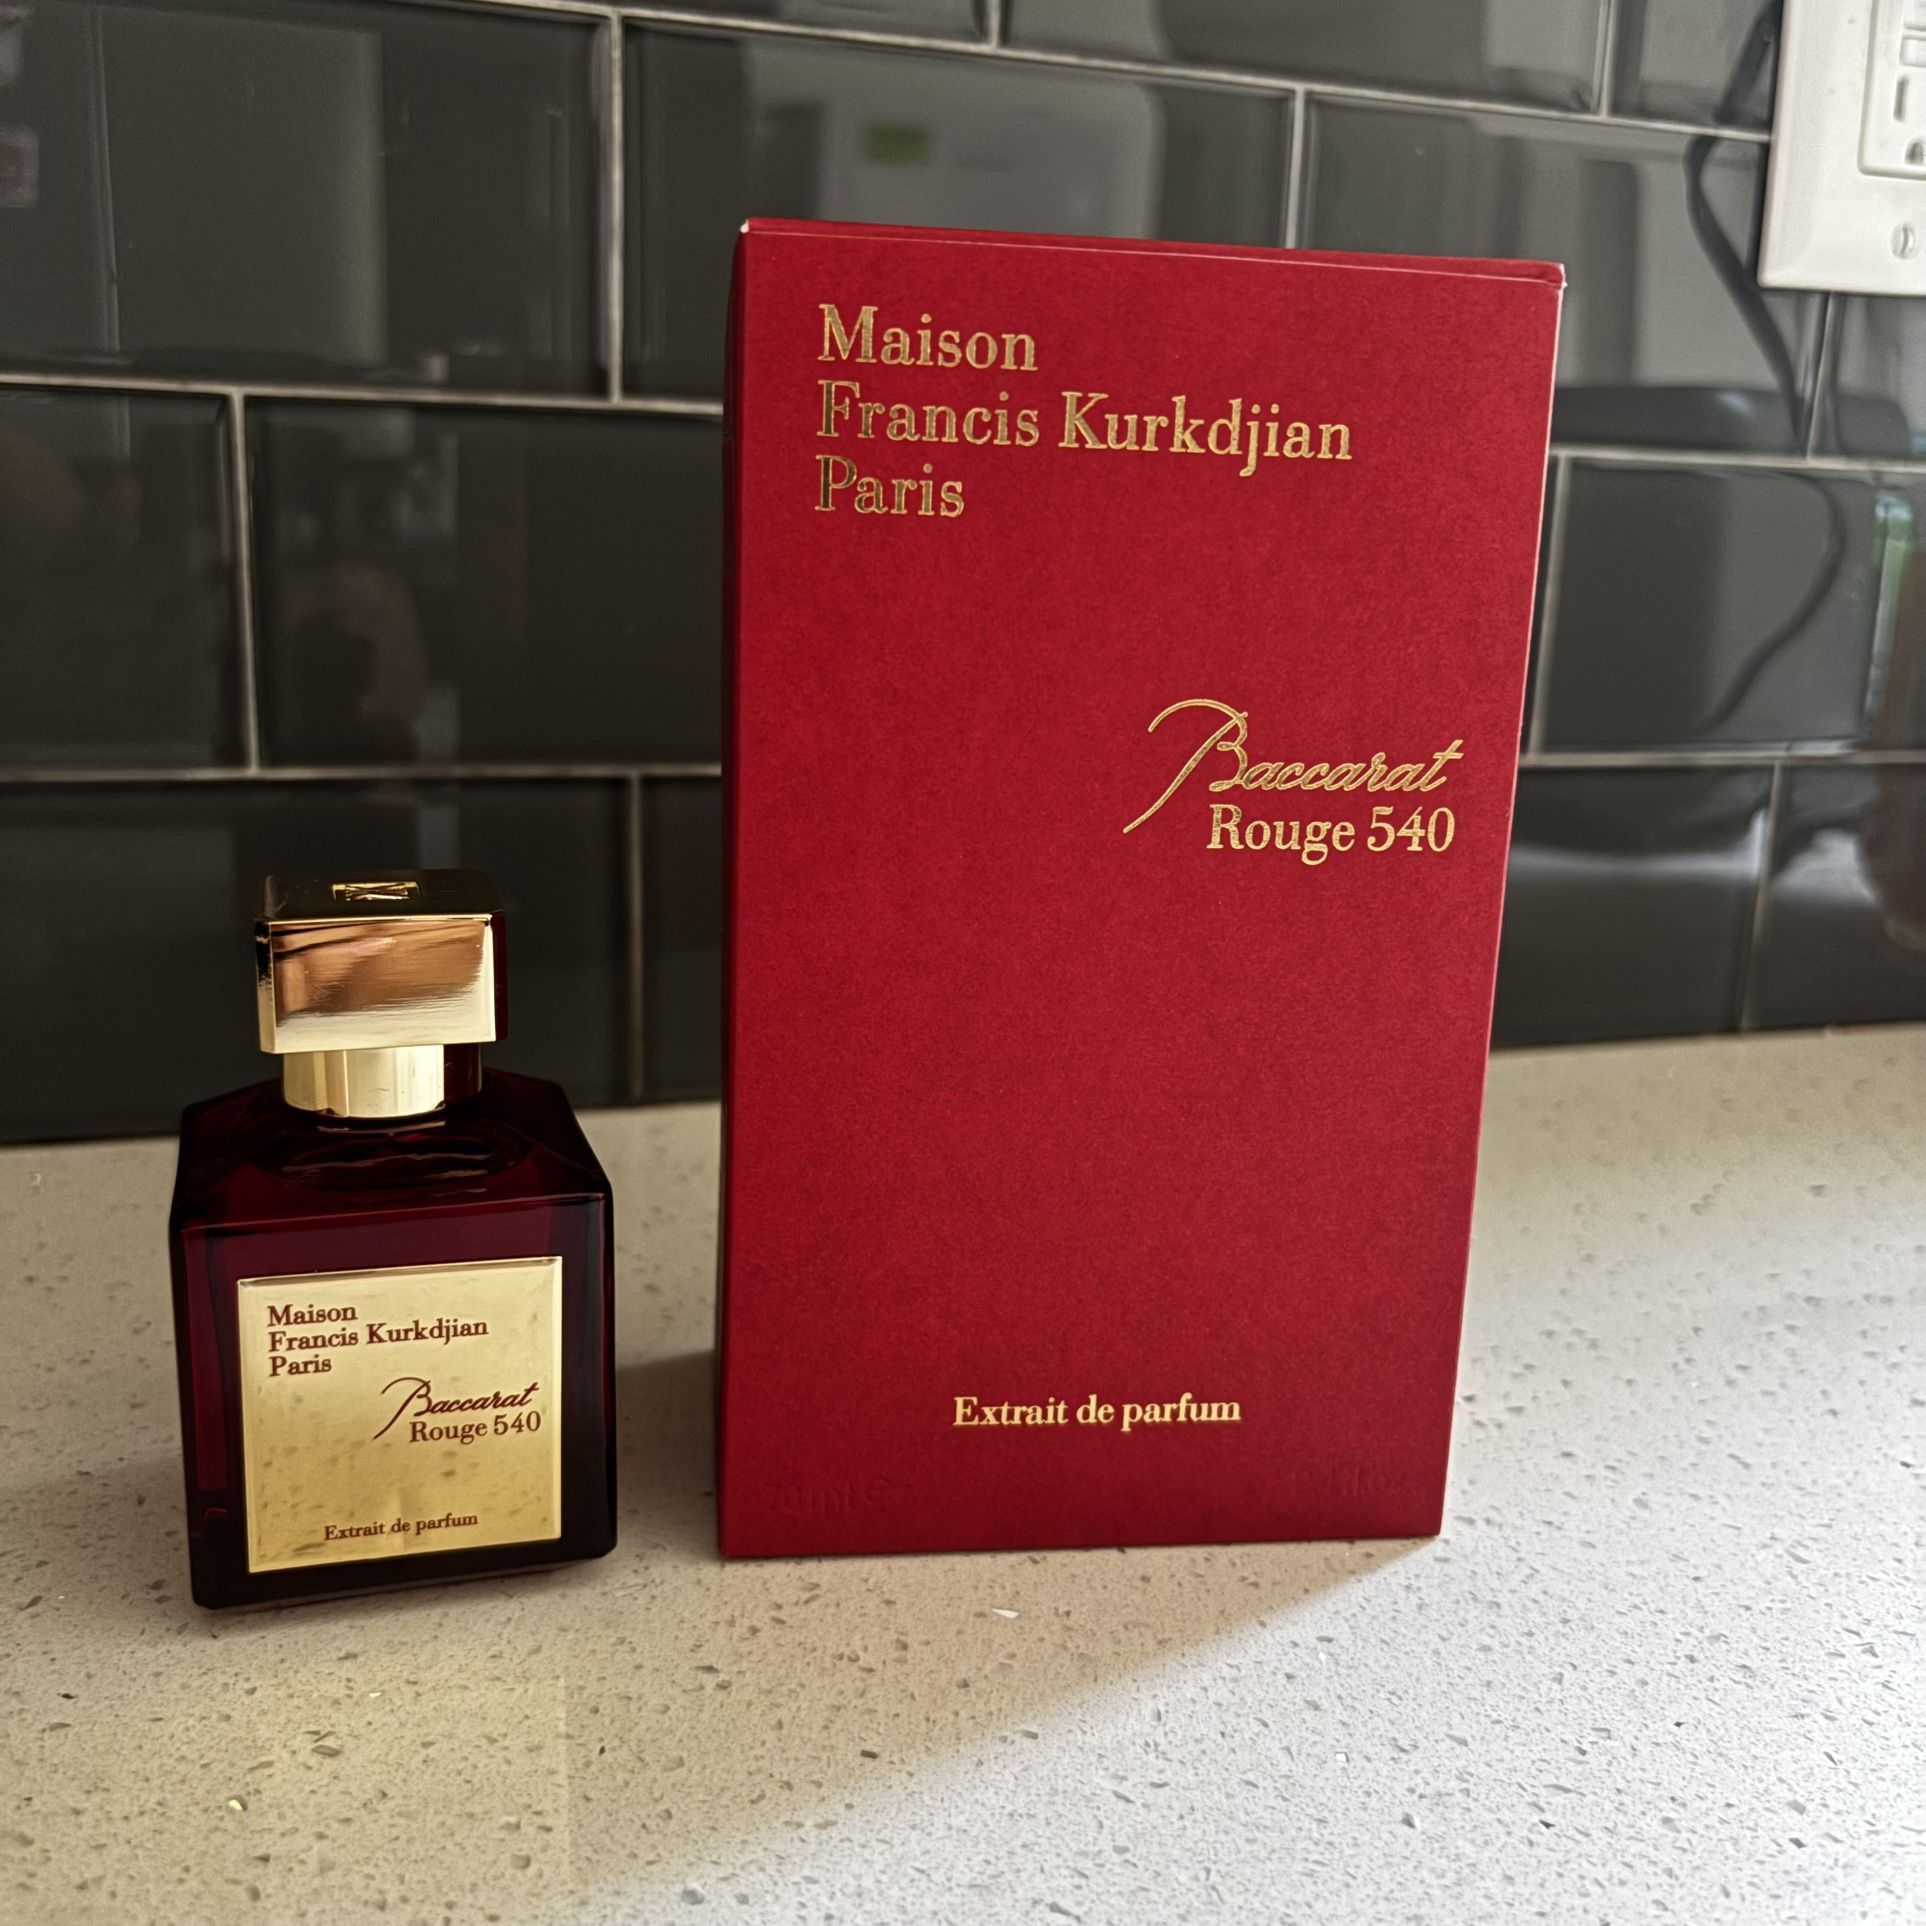 Maison
Francis Kurkdjian
Paris
Baccarat
Rouge 540
Extrait de parfum
70ml e
Maison
Francis Kurkdjian
Paris
Baccarat
Rouge 540
Extrait de parfum